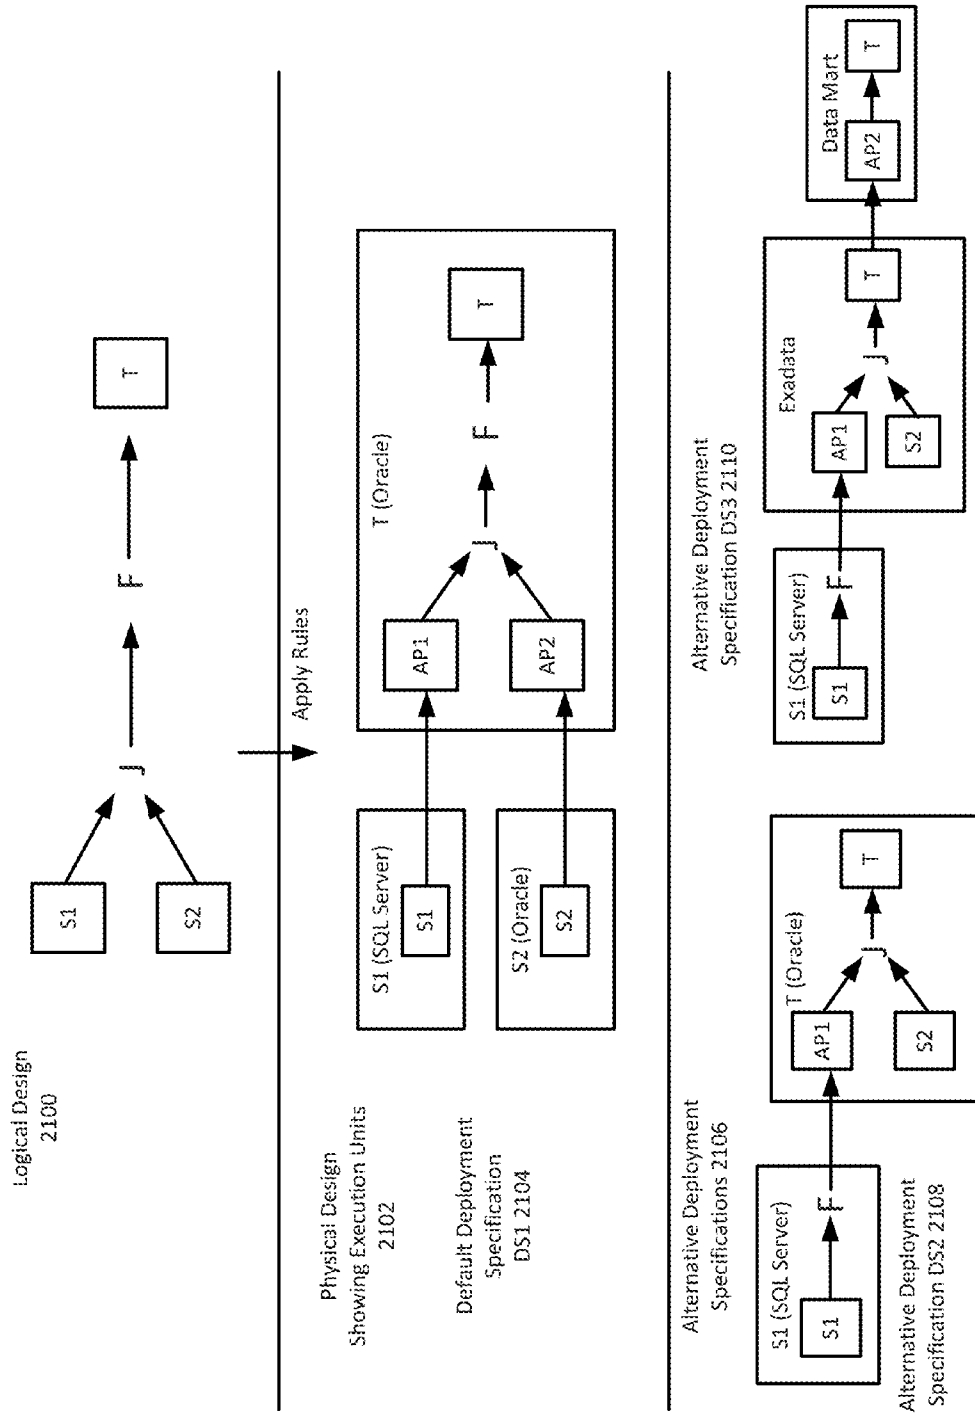 Logical Design
2100
S1
S2
J
F
T
Apply Rules
Physical Design
Showing Execution Units
2102
Default Deployment
Specification
DS1 2104
S1 (SQL Server)
S1
S2 (Oracle)
S2
T (Oracle)
AP1
AP2
J
F
T
Alternative Deployment
Specifications 2106
S1 (SQL Server)
S1
F
T (Oracle)
AP1
S2
J
T
Alternative Deployment
Specification DS2 2108
Alternative Deployment
Specification DS3 2110
S1 (SQL Server)
S1
F
Exadata
AP1
S2
J
T
Data Mart
AP2
T